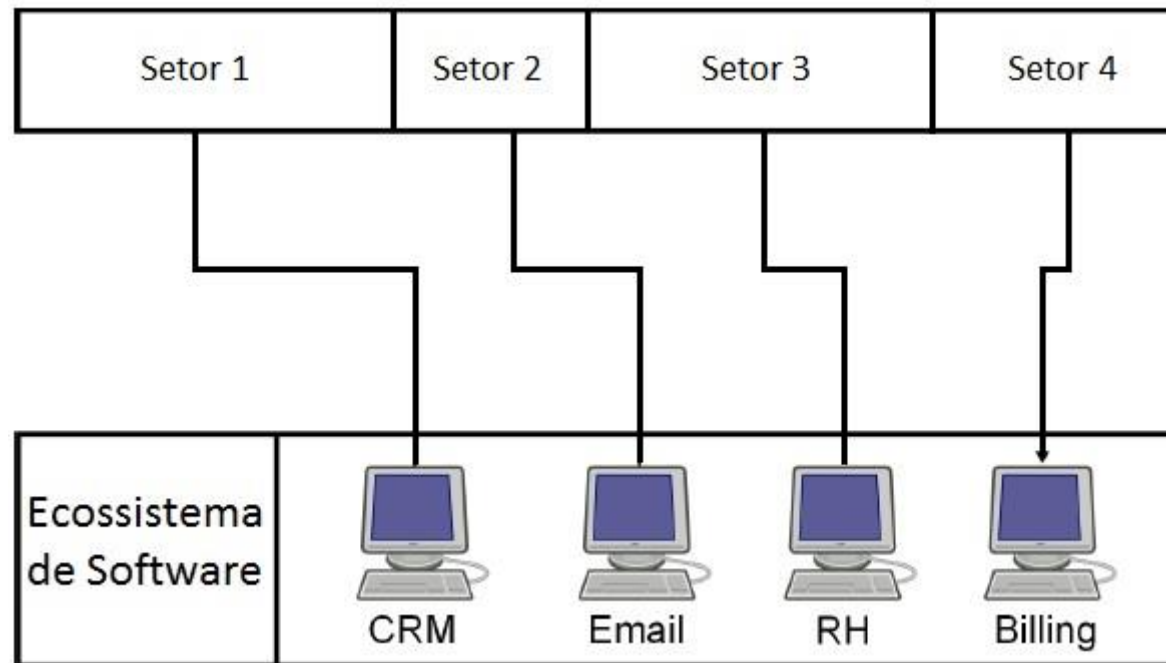 Setor 1
Setor 2
Setor 3
Setor 4
Ecossistema
de Software
CRM
Email
RH
Billing